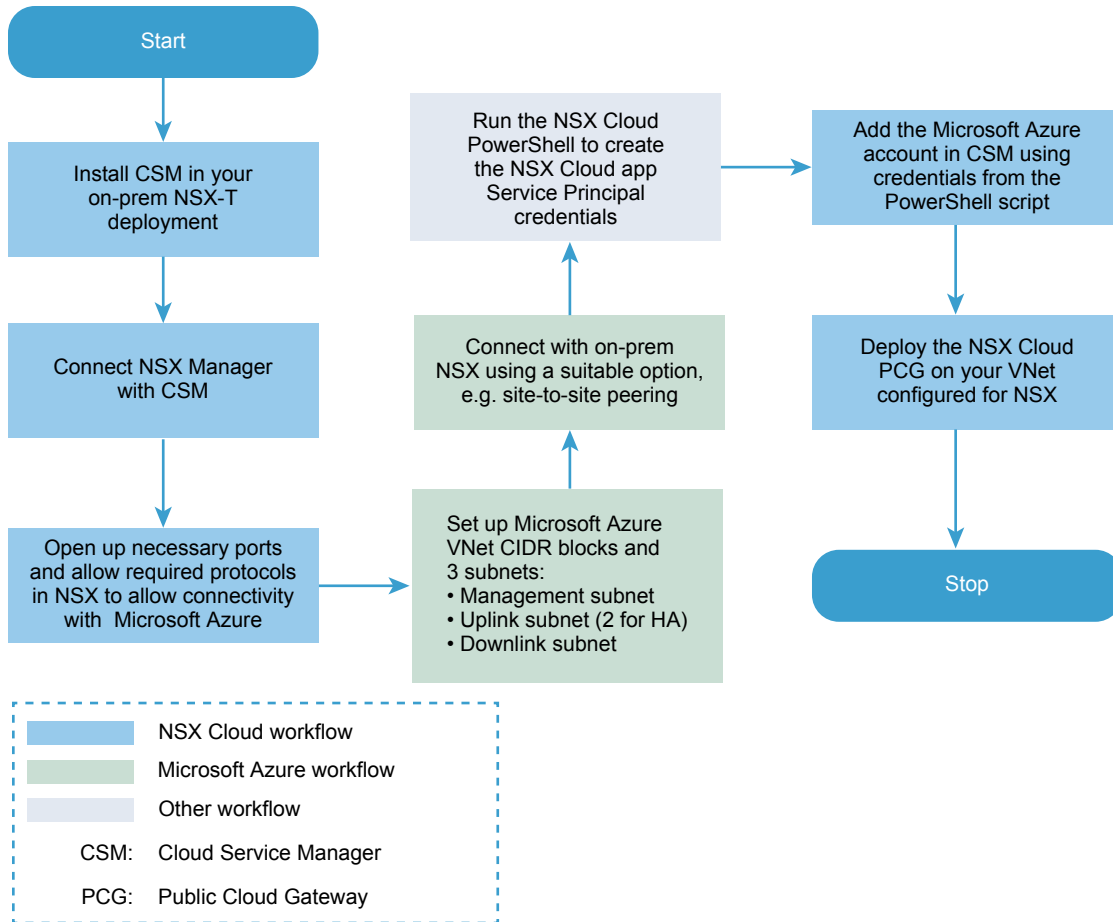 Start
Install CSM in your
on-prem NSX-T
deployment
Connect NSX Manager
with CSM
Open up necessary ports
and allow required protocols
in NSX to allow connectivity
with Microsoft Azure
Set up Microsoft Azure
VNet CIDR blocks and
3 subnets:
• Management subnet
• Uplink subnet (2 for HA)
• Downlink subnet
Connect with on-prem
NSX using a suitable option,
e.g. site-to-site peering
Run the NSX Cloud
PowerShell to create
the NSX Cloud app
Service Principal
credentials
Add the Microsoft Azure
account in CSM using
credentials from the
PowerShell script
Deploy the NSX Cloud
PCG on your VNet
configured for NSX
Stop
NSX Cloud workflow
Microsoft Azure workflow
Other workflow
CSM: Cloud Service Manager
PCG: Public Cloud Gateway